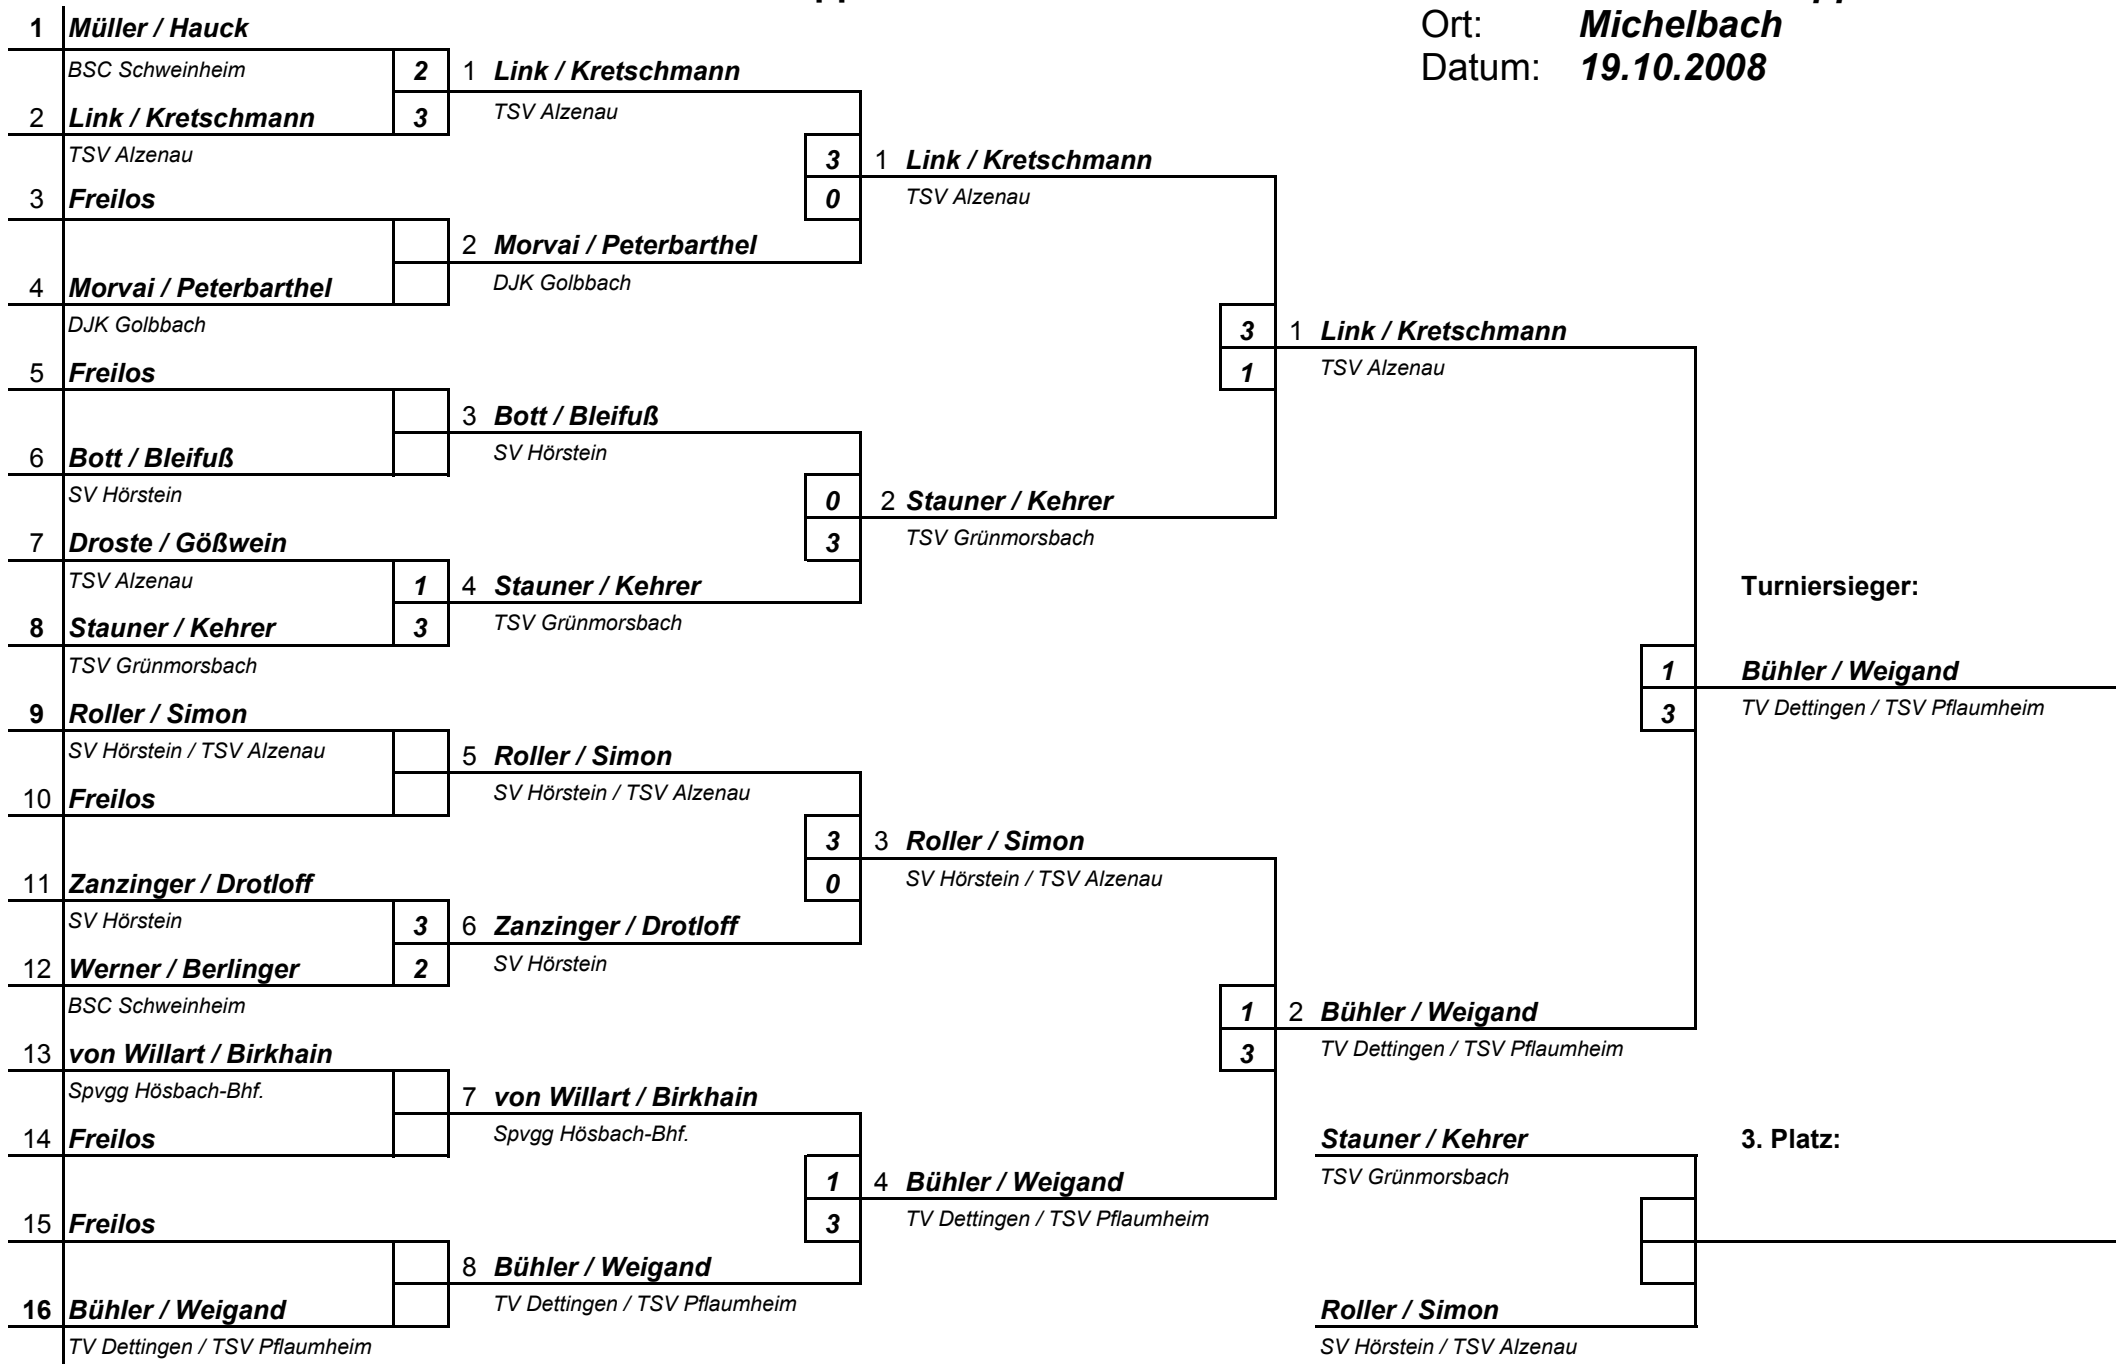 Ort: Michelbach
Datum: 19.10.2008
1 Müller / Hauck
BSC Schweinheim 2
2 Link / Kretschmann 3
TSV Alzenau
3 Freilos
4 Morvai / Peterbarthel
DJK Golbbach
5 Freilos
6 Bott / Bleifuß
SV Hörstein
7 Droste / Gößwein
TSV Alzenau 1
8 Stauner / Kehrer 3
TSV Grünmorsbach
9 Roller / Simon
SV Hörstein / TSV Alzenau
10 Freilos
11 Zanzinger / Drotloff
SV Hörstein 3
12 Werner / Berlinger 2
BSC Schweinheim
13 von Willart / Birkhain
Spvgg Hösbach-Bhf.
14 Freilos
15 Freilos
16 Bühler / Weigand
TV Dettingen / TSV Pflaumheim
1 Link / Kretschmann
TSV Alzenau
3
0
2 Morvai / Peterbarthel
DJK Golbbach
3 Bott / Bleifuß
SV Hörstein
0
3
4 Stauner / Kehrer
TSV Grünmorsbach
5 Roller / Simon
SV Hörstein / TSV Alzenau
3
0
6 Zanzinger / Drotloff
SV Hörstein
7 von Willart / Birkhain
Spvgg Hösbach-Bhf.
1
3
8 Bühler / Weigand
TV Dettingen / TSV Pflaumheim
1 Link / Kretschmann
TSV Alzenau
3
1
2 Stauner / Kehrer
TSV Grünmorsbach
3 Roller / Simon
SV Hörstein / TSV Alzenau
1
3
4 Bühler / Weigand
TV Dettingen / TSV Pflaumheim
1 Link / Kretschmann
TSV Alzenau
1
3
2 Bühler / Weigand
TV Dettingen / TSV Pflaumheim
Turniersieger:
Bühler / Weigand
TV Dettingen / TSV Pflaumheim
Stauner / Kehrer
TSV Grünmorsbach
3. Platz:
Roller / Simon
SV Hörstein / TSV Alzenau